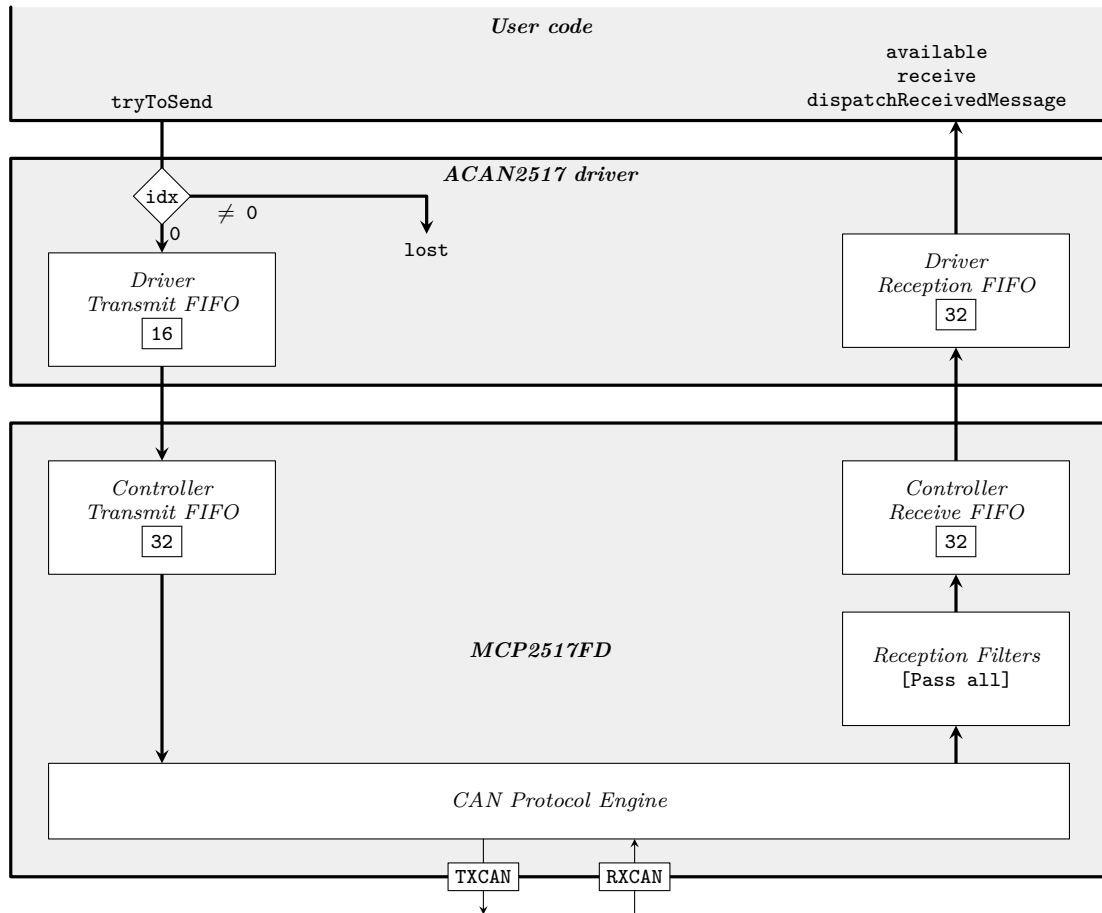 User code
available
receive
dispatchReceivedMessage
tryToSend
ACAN2517 driver
idx
≠ 0
0
lost
Driver
Transmit FIFO
16
Driver
Reception FIFO
32
Controller
Transmit FIFO
32
Controller
Receive FIFO
32
MCP2517FD
Reception Filters
[Pass all]
CAN Protocol Engine
TXCAN
RXCAN